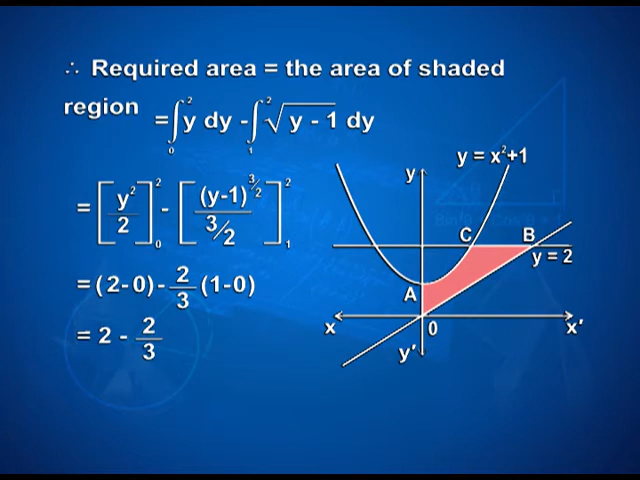 ∴ Required area = the area of shaded
region = ∫₀² y dy - ∫₁² √(y - 1) dy
= [y²/2]₀² - [(y-1)^(3/2) / (3/2)]₁²
= (2-0) - 2/3 (1-0)
= 2 - 2/3
y = x²+1
y
C B
y = 2
A
x 0 x′
y′